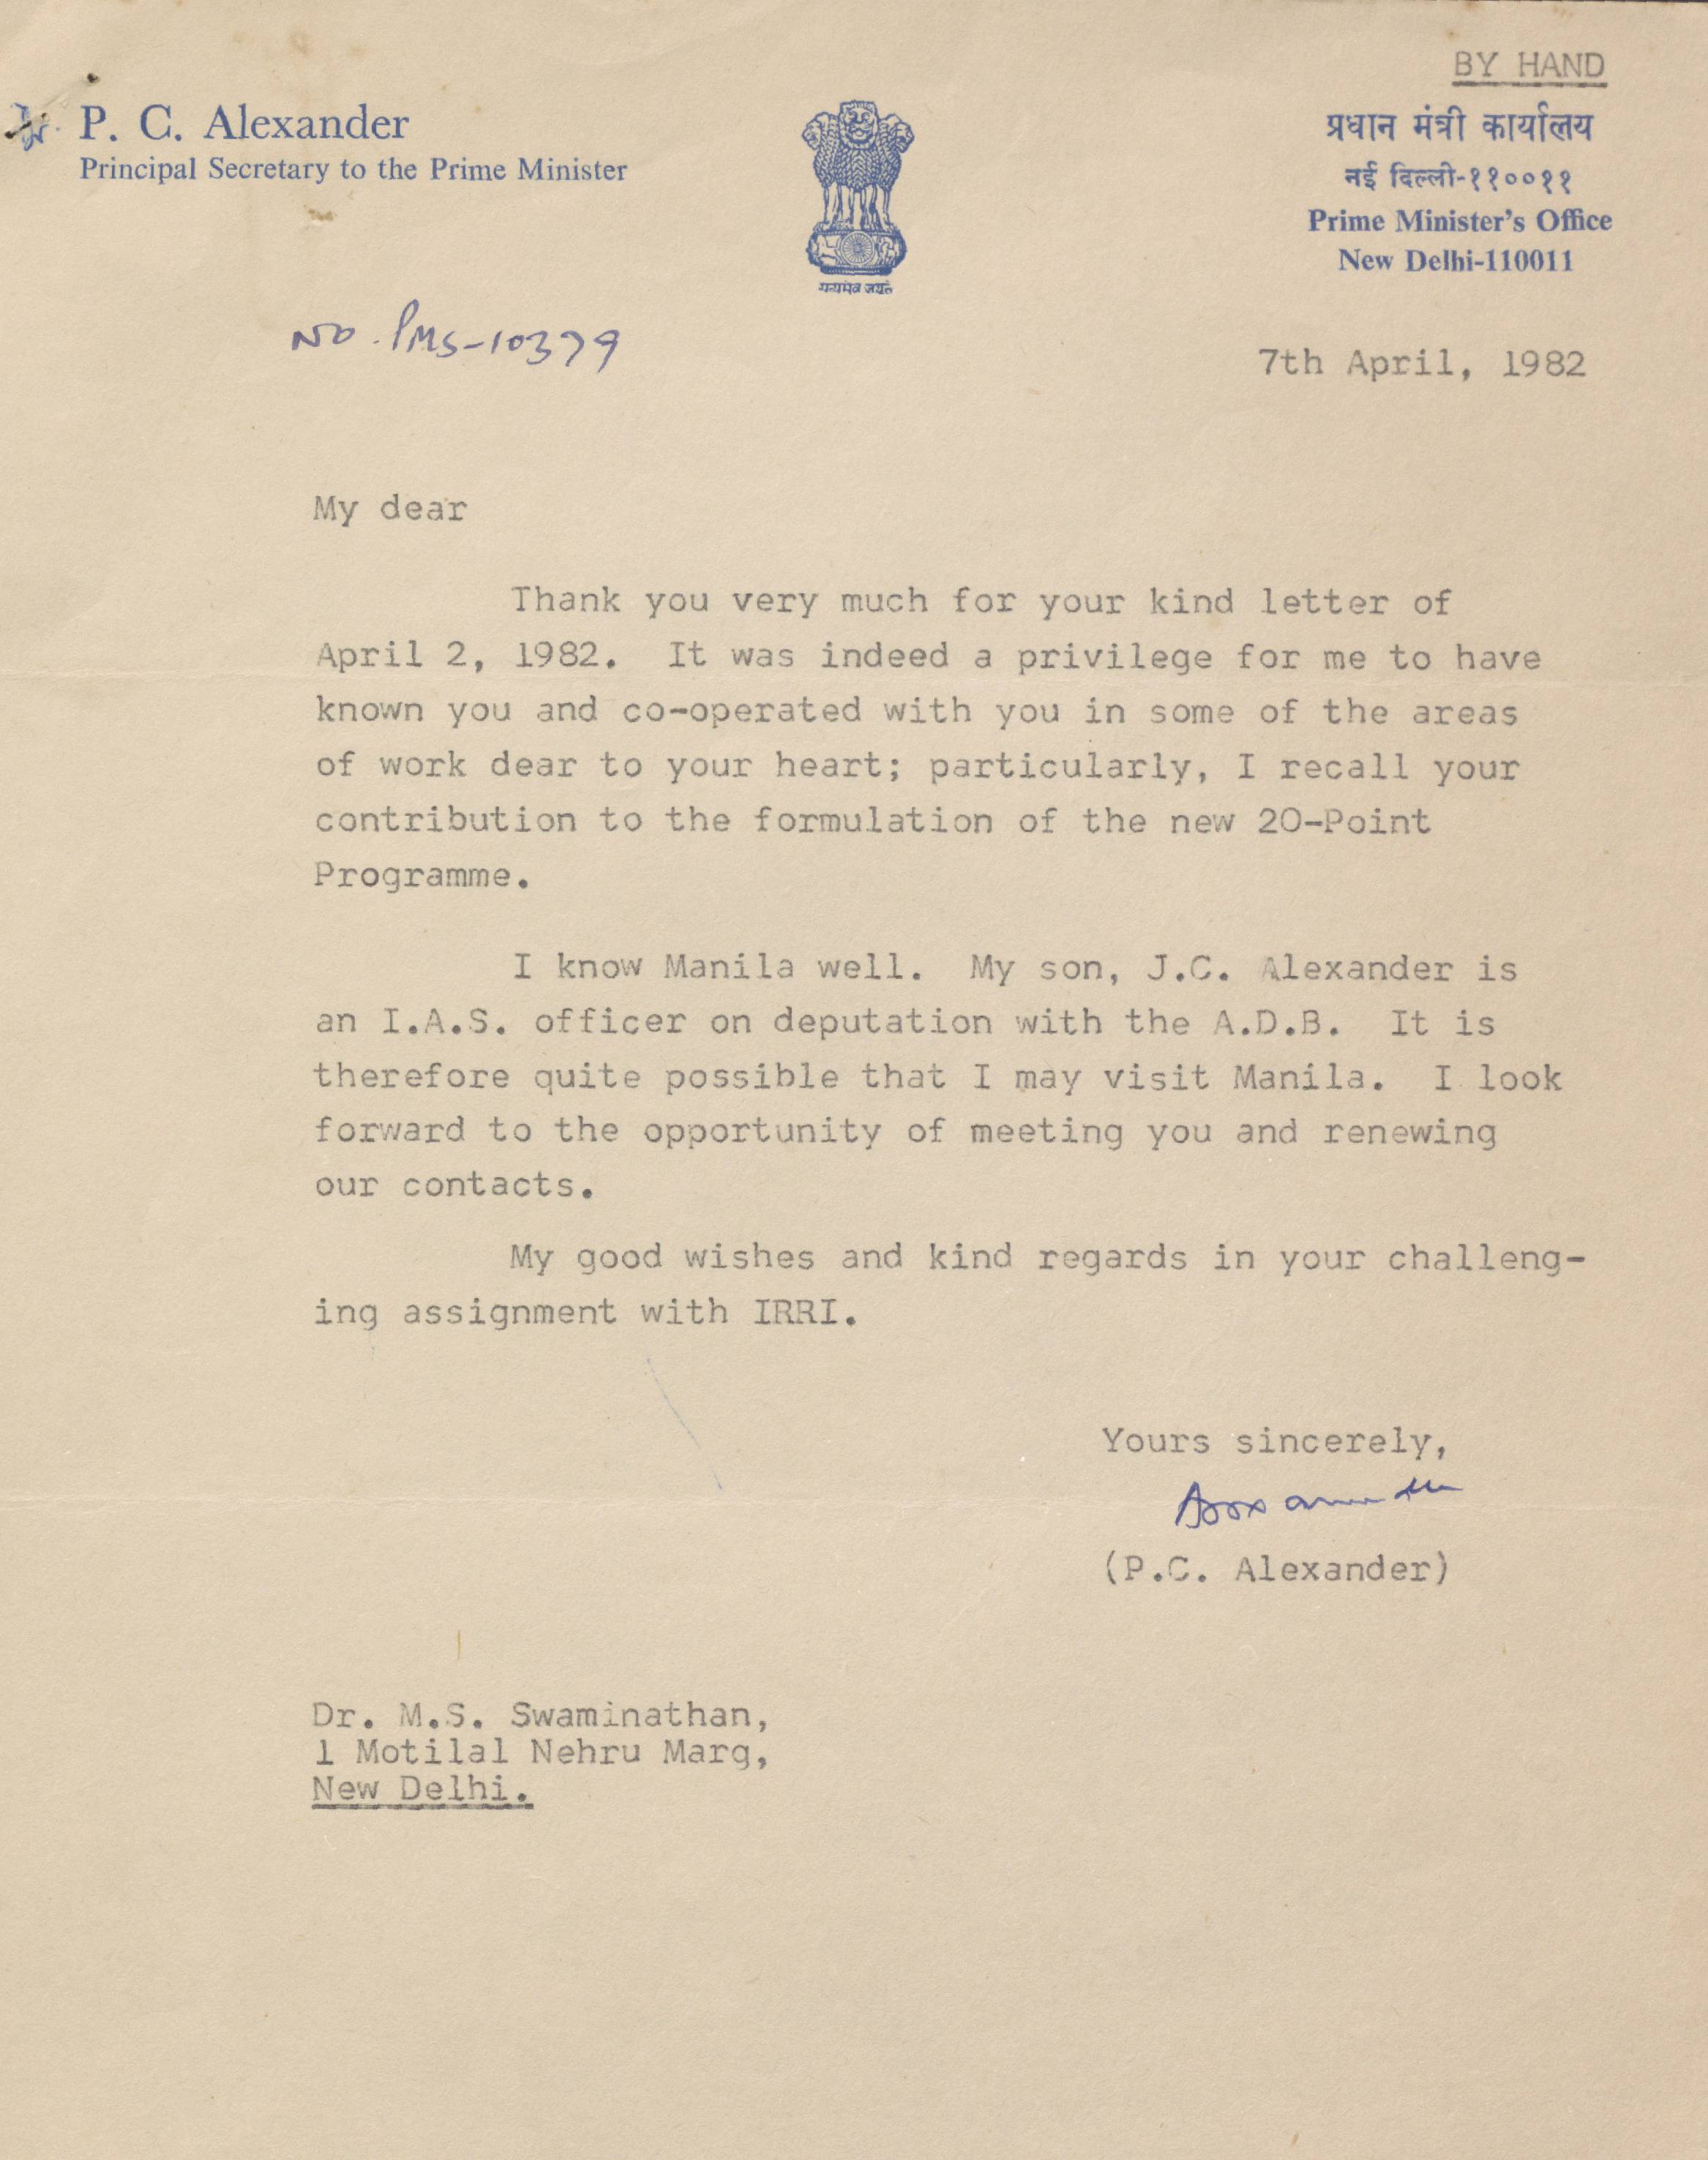 BY HAND
Dr. P. C. Alexander
Principal Secretary to the Prime Minister
सत्यमेव जयते
प्रधान मंत्री कार्यालय
नई दिल्ली-११००११
Prime Minister's Office
New Delhi-110011
NO. PMS-10379
7th April, 1982
My dear
Thank you very much for your kind letter of
April 2, 1982. It was indeed a privilege for me to have
known you and co-operated with you in some of the areas
of work dear to your heart; particularly, I recall your
contribution to the formulation of the new 20-Point
Programme.
I know Manila well. My son, J.C. Alexander is
an I.A.S. officer on deputation with the A.D.B. It is
therefore quite possible that I may visit Manila. I look
forward to the opportunity of meeting you and renewing
our contacts.
My good wishes and kind regards in your challeng-
ing assignment with IRRI.
Yours sincerely,
Alexander
(P.C. Alexander)
Dr. M.S. Swaminathan,
1 Motilal Nehru Marg,
New Delhi.